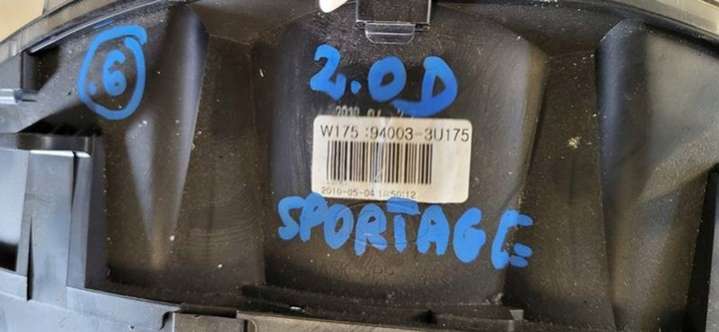 .6
2.0D
W175 :94003-3U175
2010-05-04 18:50:12
SPORTAGE